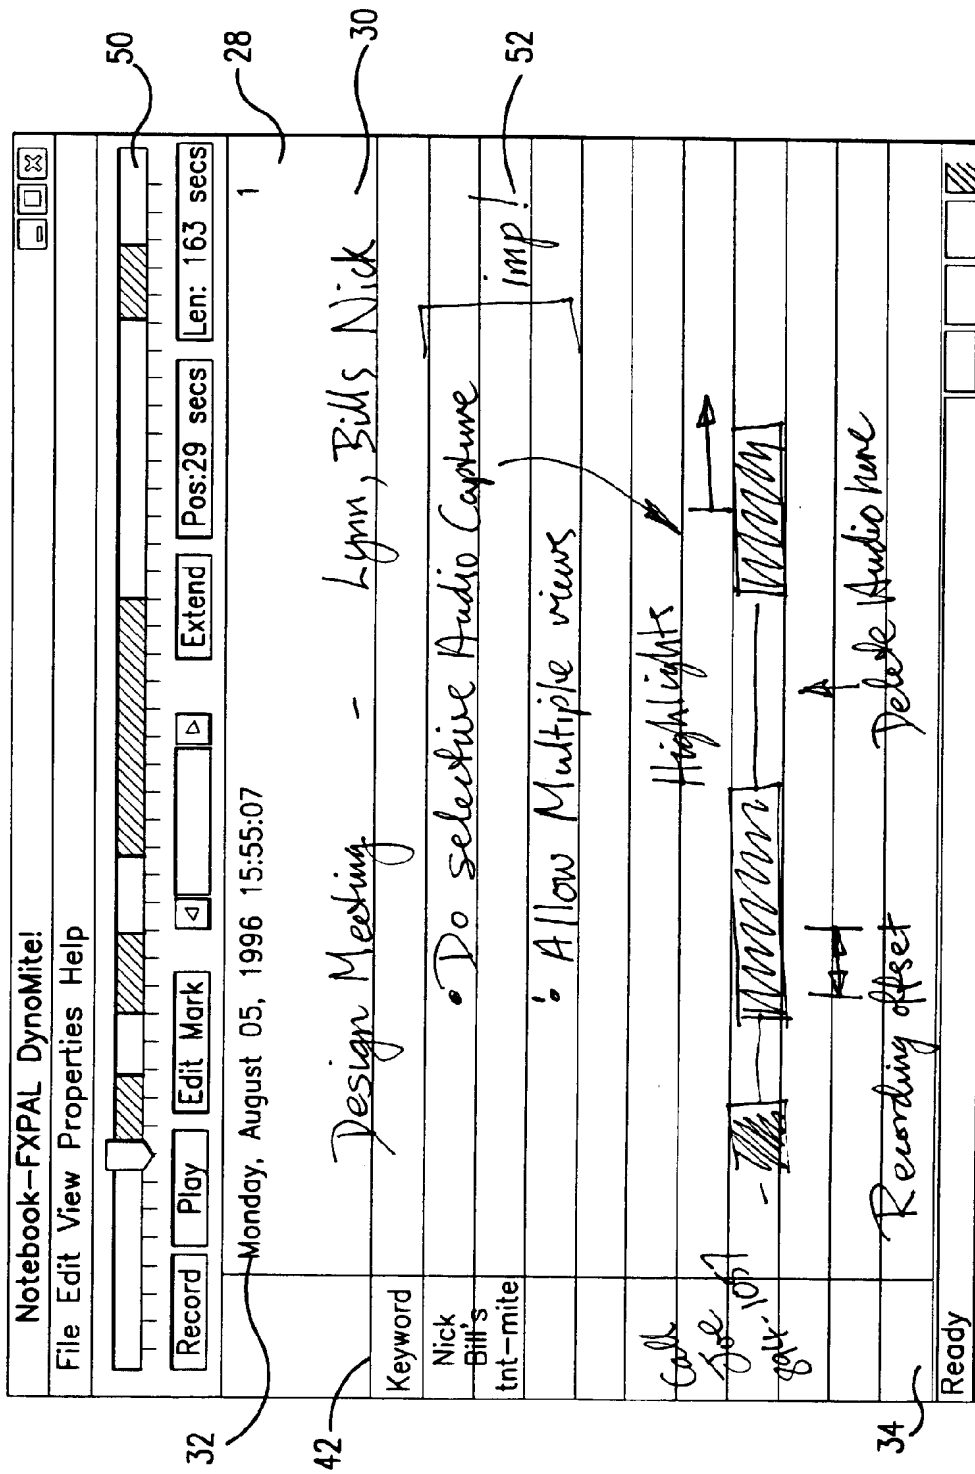 Notebook-FXPAL DynoMite!
File Edit View Properties Help
50
Record Play Edit Mark Extend Pos:29 secs Len: 163 secs
32
Monday, August 05, 1996 15:55:07
1
28
Design Meeting - Lynn, Bills Nick
30
42
Keyword
Nick
Bill's
tnt-mite
• Do selective Audio Capture
imp!
52
• Allow Multiple views
Highlights
Call
Joe
894-1057
Recording offset
Delete Audio here
34
Ready